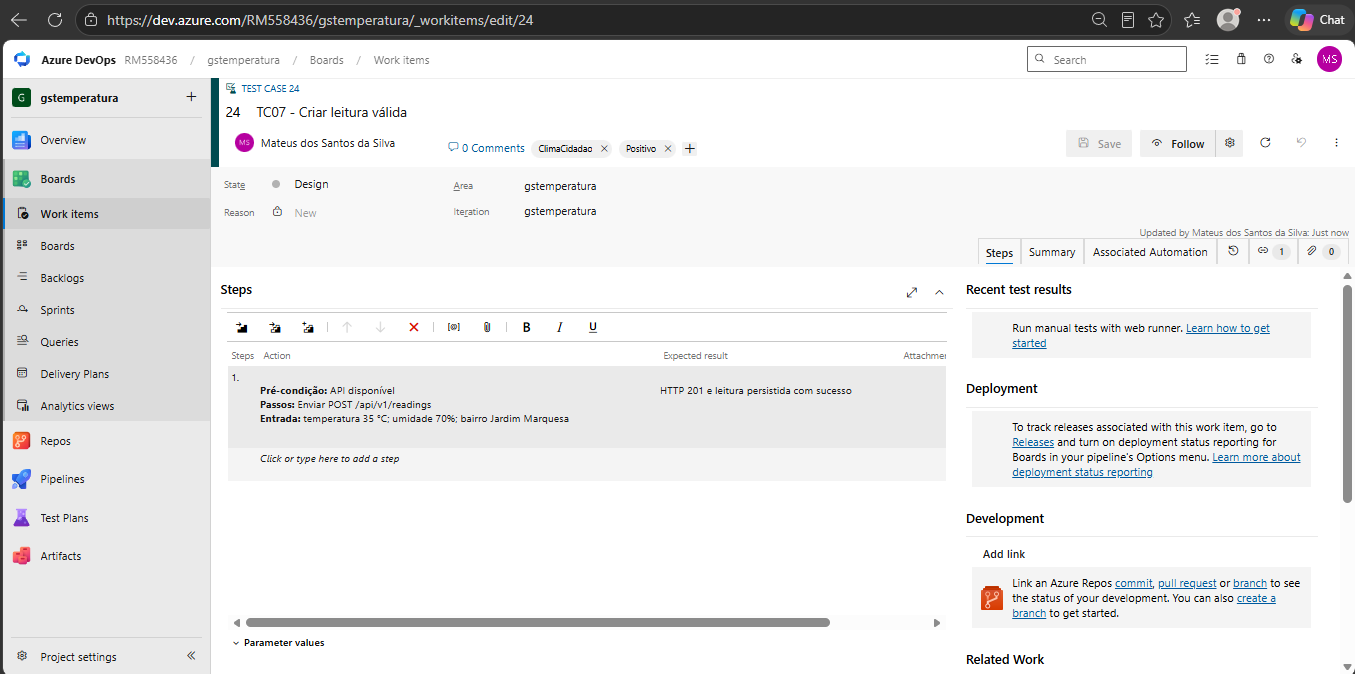 https://dev.azure.com/RM558436/gstemperatura/_workitems/edit/24
Chat
Azure DevOps RM558436 / gstemperatura / Boards / Work items
Search
MS
G gstemperatura +
Overview
Boards
Work items
Boards
Backlogs
Sprints
Queries
Delivery Plans
Analytics views
Repos
Pipelines
Test Plans
Artifacts
Project settings
TEST CASE 24
24 TC07 - Criar leitura válida
MS Mateus dos Santos da Silva
0 Comments
ClimaCidadao
Positivo
Save
Follow
State Design
Reason New
Area gstemperatura
Iteration gstemperatura
Updated by Mateus dos Santos da Silva: Just now
Steps Summary Associated Automation 1 0
Steps
B I U
Steps Action Expected result Attachmen
1.
Pré-condição: API disponível
Passos: Enviar POST /api/v1/readings
Entrada: temperatura 35 °C; umidade 70%; bairro Jardim Marquesa
HTTP 201 e leitura persistida com sucesso
Click or type here to add a step
Parameter values
Recent test results
Run manual tests with web runner. Learn how to get
started
Deployment
To track releases associated with this work item, go to
Releases and turn on deployment status reporting for
Boards in your pipeline's Options menu. Learn more about
deployment status reporting
Development
Add link
Link an Azure Repos commit, pull request or branch to see
the status of your development. You can also create a
branch to get started.
Related Work